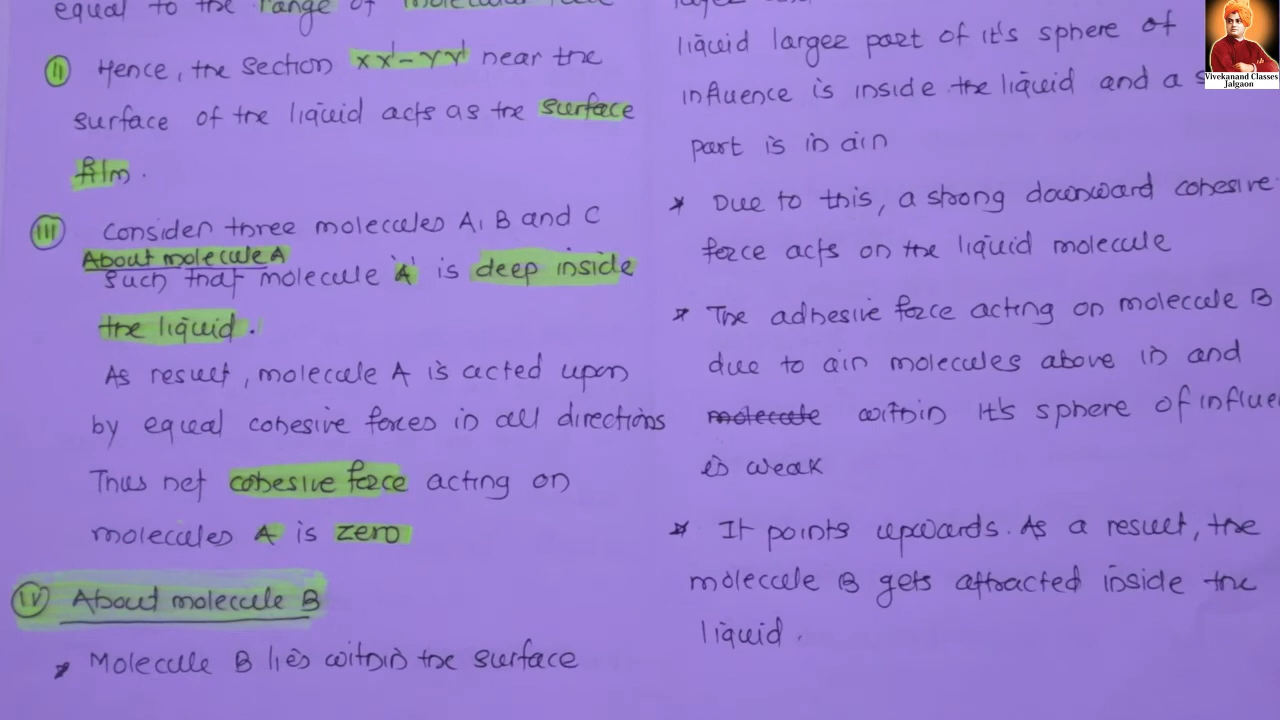 equal to the range of molecular force
(ii) Hence, the section xx' - yy' near the
surface of the liquid acts as the surface
film.
(iii) Consider three molecules A, B and C
About molecule A
such that molecule 'A' is deep inside
the liquid.
As result, molecule A is acted upon
by equal cohesive forces in all directions
Thus net cohesive force acting on
molecules A is zero
(iv) About molecule B
* Molecule B lies within the surface
liquid larger part of it's sphere of
influence is inside the liquid and a
part is in air
* Due to this, a strong downward cohesive
force acts on the liquid molecule
* The adhesive force acting on molecule B
due to air molecules above in and
molecule within it's sphere of influe
is weak
* It points upwards. As a result, the
molecule B gets attracted inside the
liquid.
Vivekanand Classes
Jalgaon